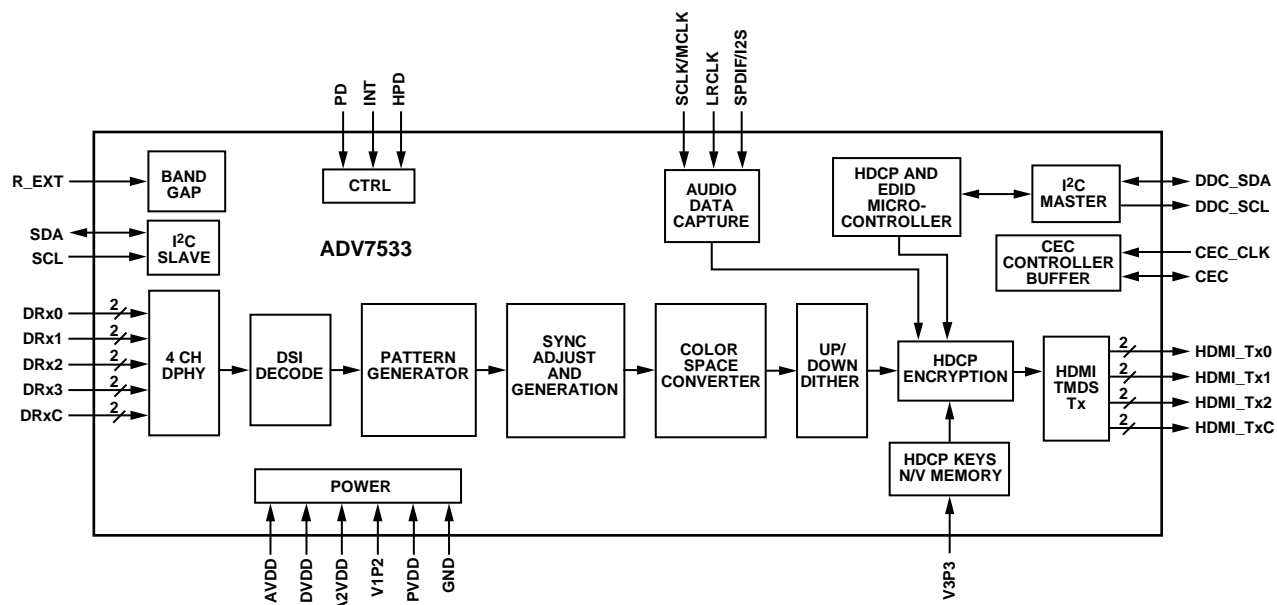 PD
INT
HPD
SCLK/MCLK
LRCLK
SPDIF/I2S
R_EXT
BAND
GAP
CTRL
AUDIO
DATA
CAPTURE
HDCP AND
EDID
MICRO-
CONTROLLER
I2C
MASTER
DDC_SDA
DDC_SCL
SDA
SCL
I2C
SLAVE
ADV7533
CEC
CONTROLLER
BUFFER
CEC_CLK
CEC
DRx0
2
DRx1
2
DRx2
2
DRx3
2
DRxC
2
4 CH
DPHY
DSI
DECODE
PATTERN
GENERATOR
SYNC
ADJUST
AND
GENERATION
COLOR
SPACE
CONVERTER
UP/
DOWN
DITHER
HDCP
ENCRYPTION
HDMI
TMDS
Tx
2
HDMI_Tx0
2
HDMI_Tx1
2
HDMI_Tx2
2
HDMI_TxC
HDCP KEYS
N/V MEMORY
POWER
AVDD
DVDD
A2VDD
V1P2
PVDD
GND
V3P3